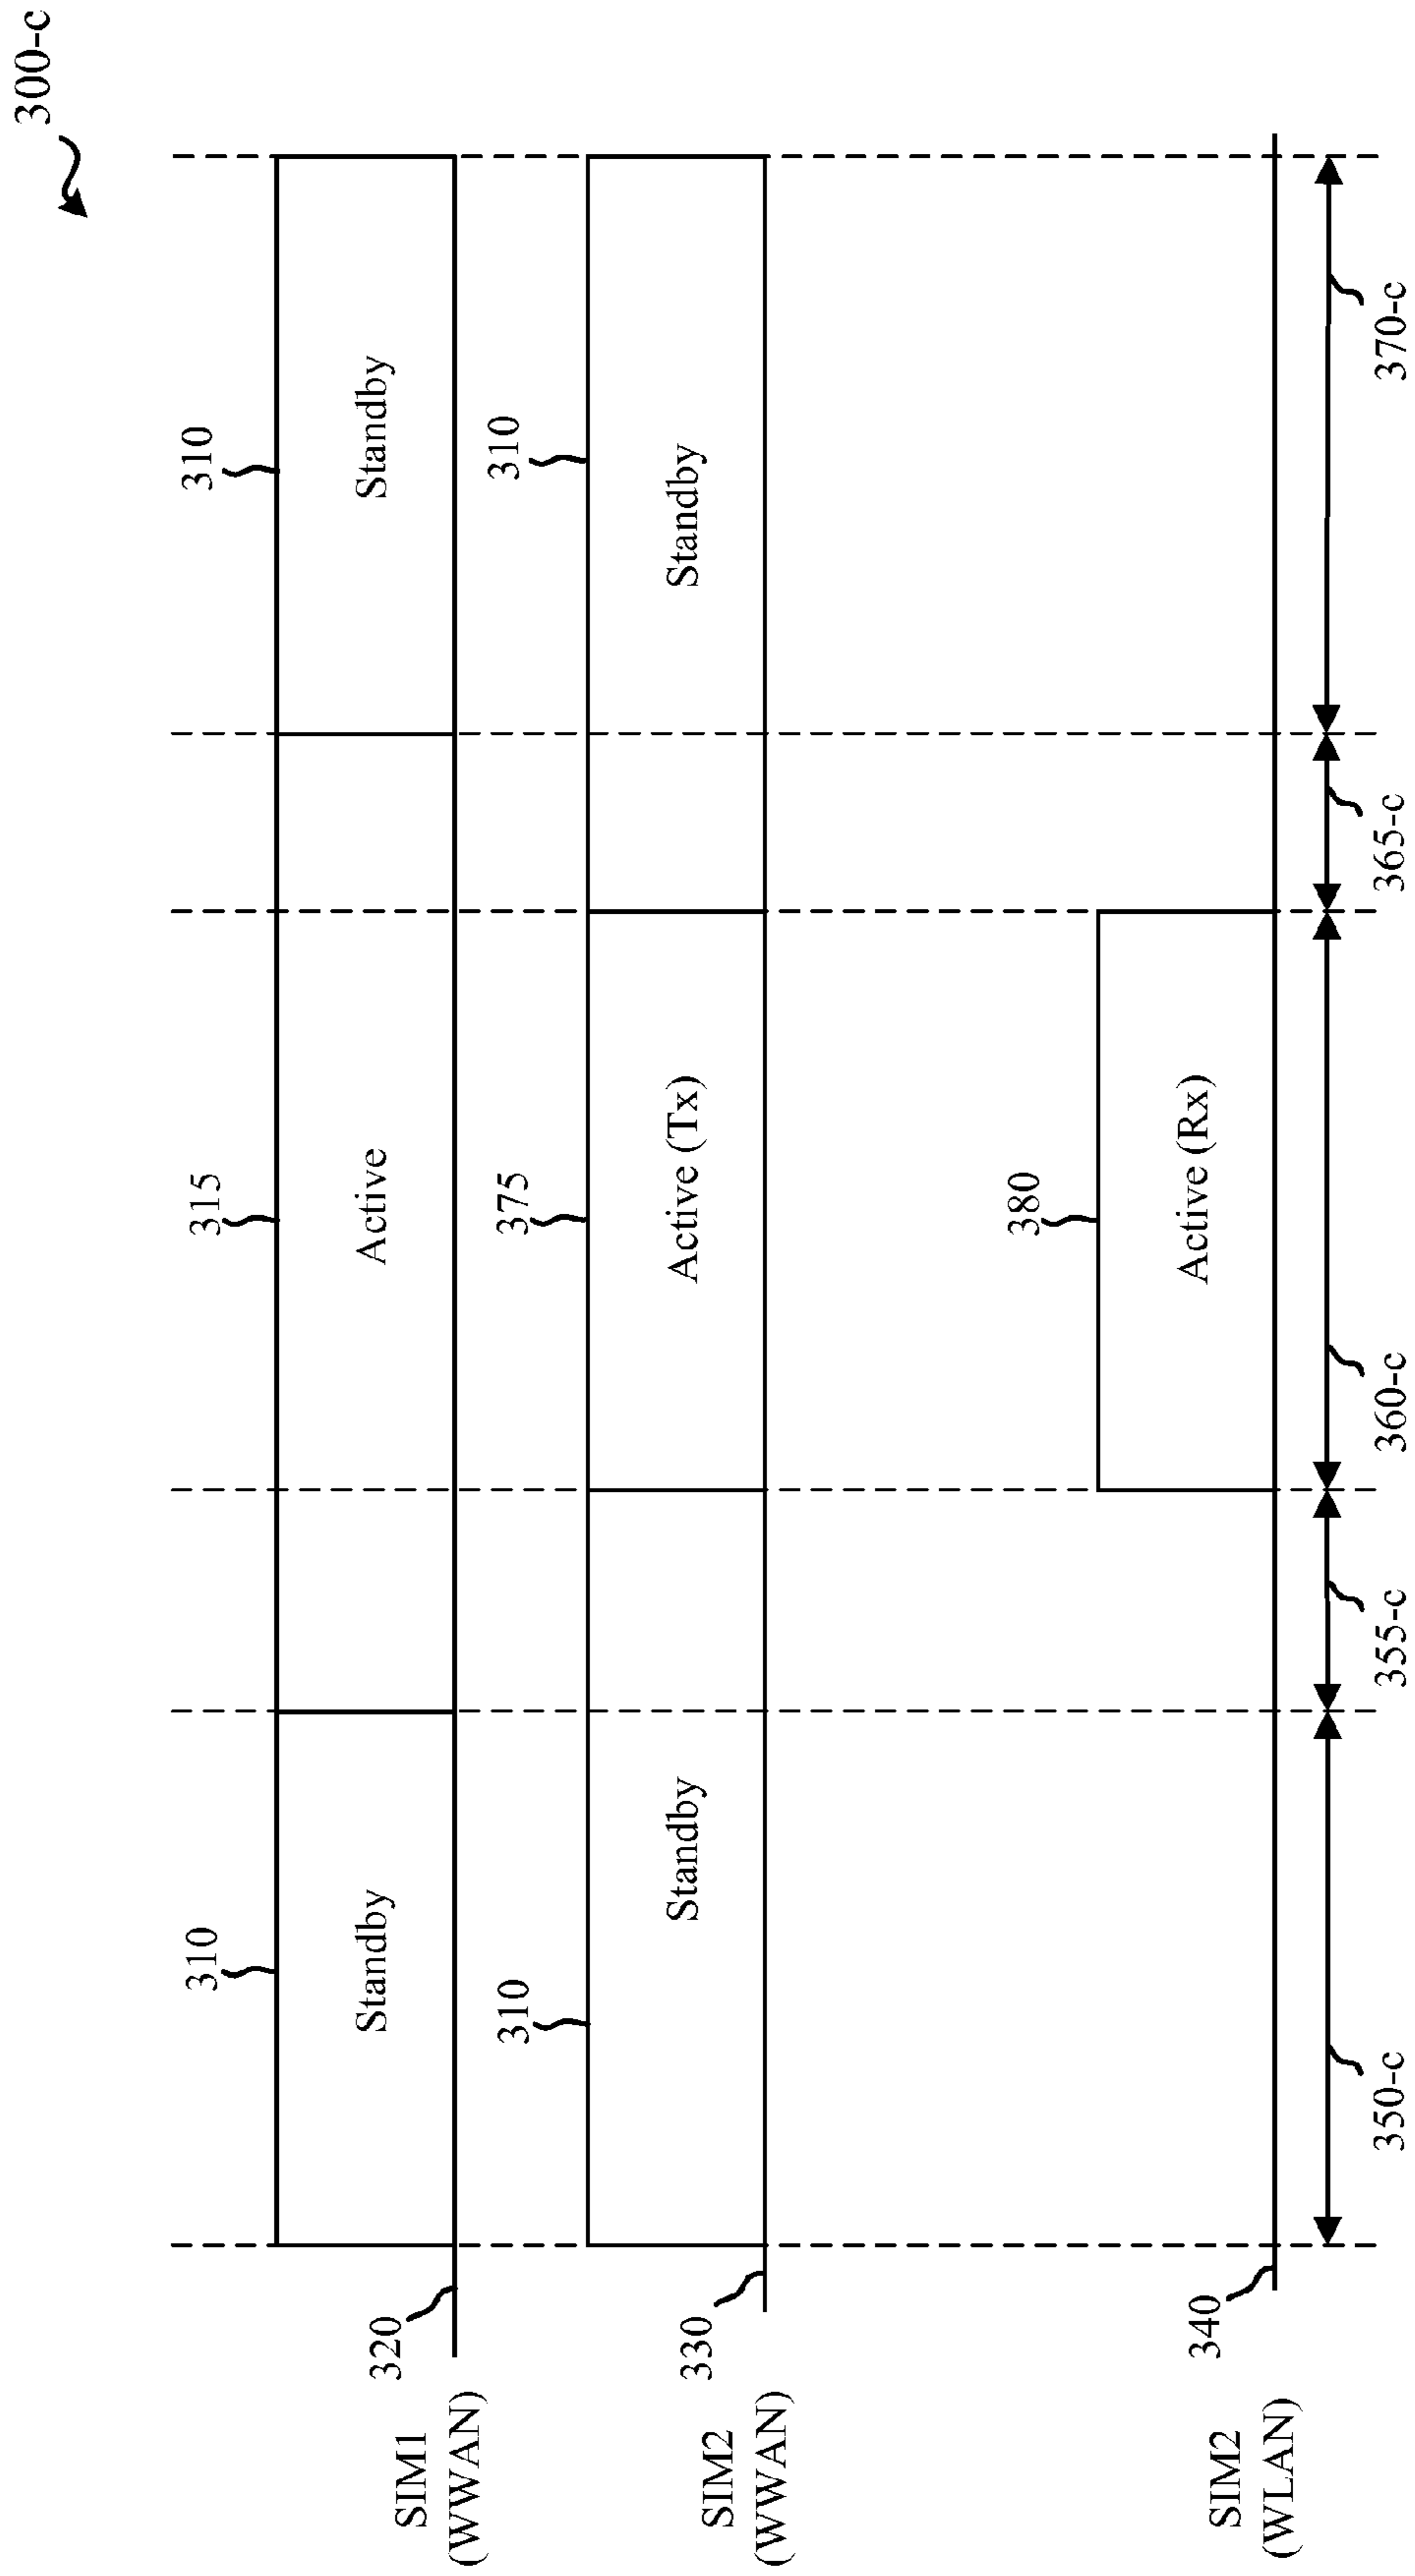 300-c
310
315
310
Standby
Active
Standby
320
SIM1
(WWAN)
310
375
310
Standby
Active (Tx)
Standby
330
SIM2
(WWAN)
380
Active (Rx)
340
SIM2
(WLAN)
350-c
355-c
360-c
365-c
370-c